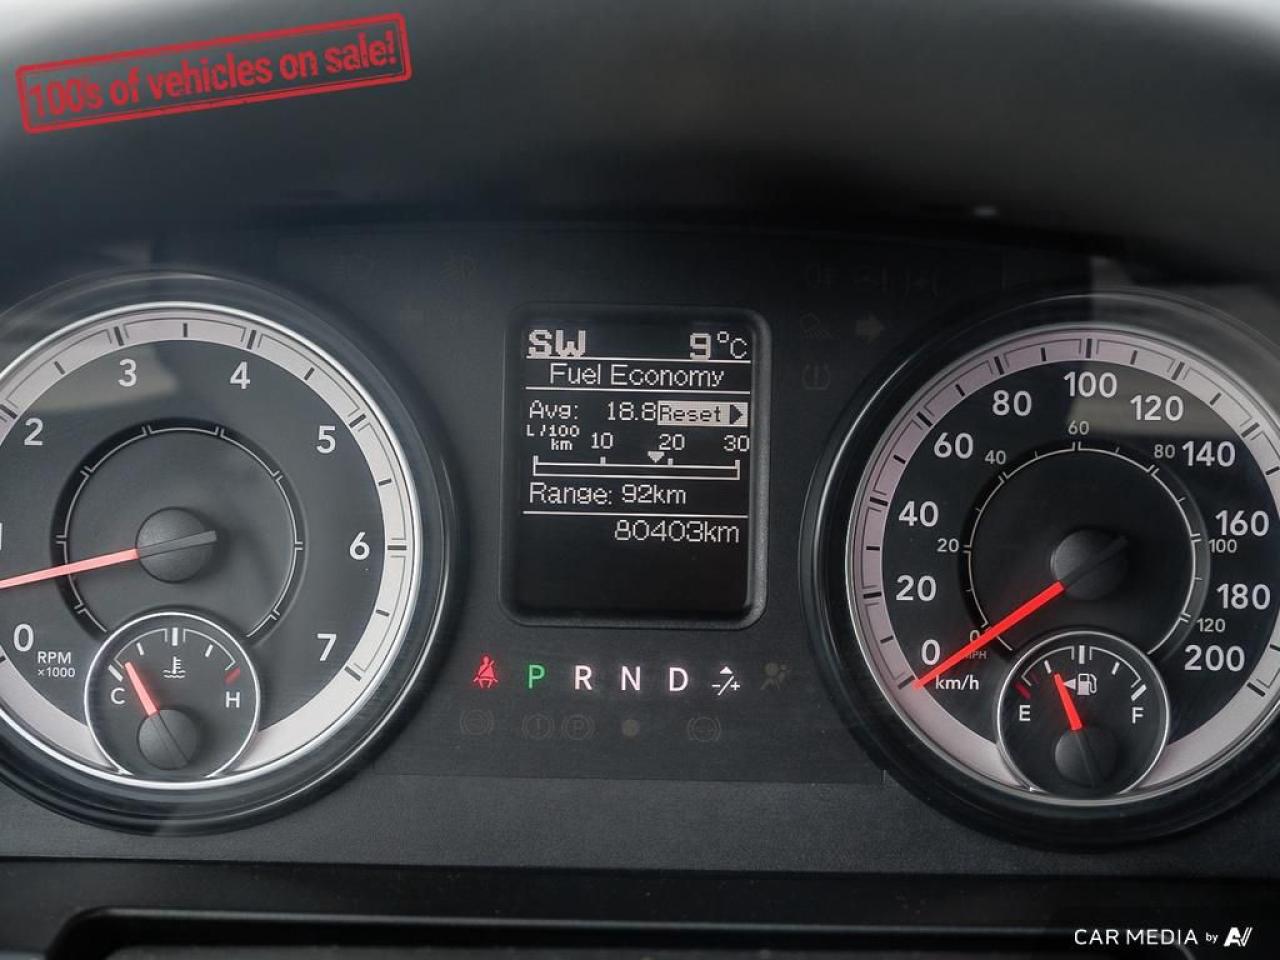 100's of vehicles on sale!
SW 9°C
Fuel Economy
Avg: 18.8 Reset
L/100 km 10 20 30
Range: 92km
80403km
P R N D -/+
0 1 2 3 4 5 6 7
RPM
×1000
C H
0 20 40 60 80 100 120 140 160 180 200
km/h
0 20 40 60 80 100 120
MPH
E F
CAR MEDIA by AV